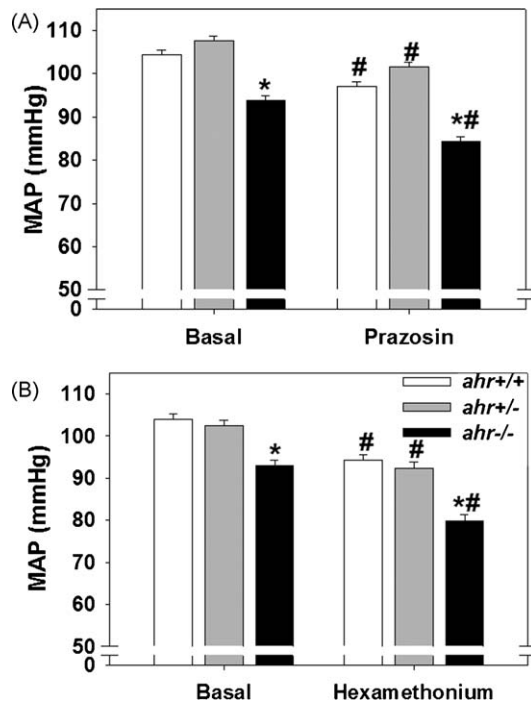 (A)
110
100
90
80
70
60
50
0
MAP (mmHg)
*
#
#
*#
Basal Prazosin
(B)
110
100
90
80
70
60
50
0
MAP (mmHg)
ahr+/+
ahr+/-
ahr-/-
*
#
#
*#
Basal Hexamethonium